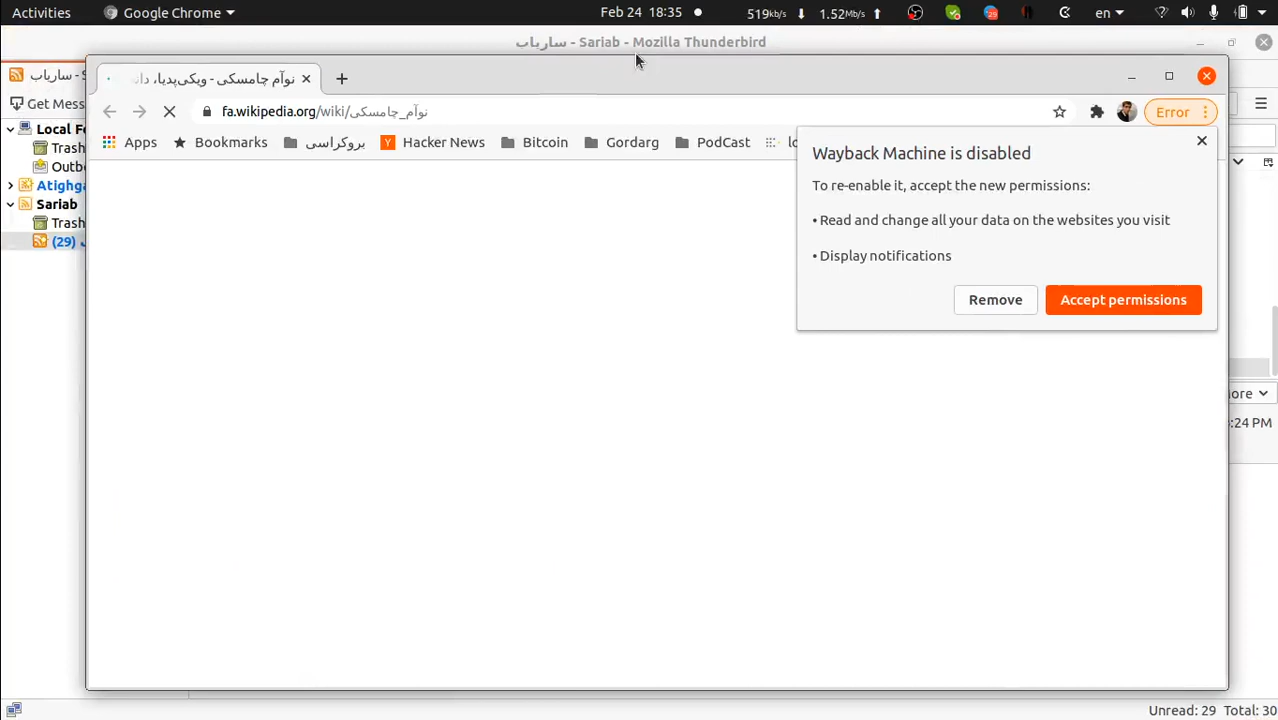 Activities Google Chrome Feb 24 18:35 519kb/s 1.52Mb/s 29 en
ساریاب - Sariab - Mozilla Thunderbird
ساریاب - S
نوآم چامسکی - ویکی‌پدیا، دا
Get Mess
fa.wikipedia.org/wiki/نوآم_چامسکی
Error
Apps Bookmarks بروکراسی Hacker News Bitcoin Gordarg PodCast lo
Local Fo
Trash
Outbo
Atighga
Sariab
Trash
(29)
Wayback Machine is disabled
To re-enable it, accept the new permissions:
• Read and change all your data on the websites you visit
• Display notifications
Remove Accept permissions
ore
:24 PM
Unread: 29 Total: 30